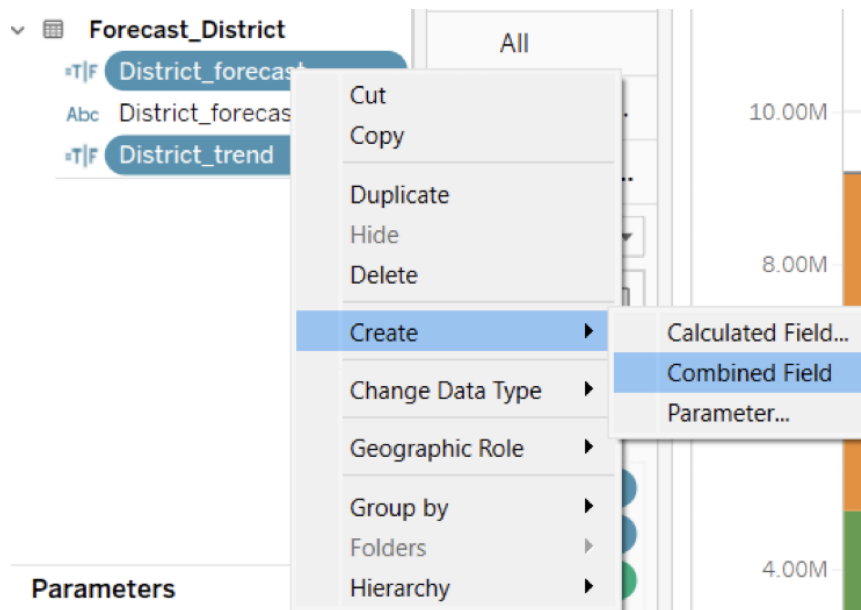 Forecast_District
All
=T|F District_forecast
Abc District_forecas
=T|F District_trend
Cut
Copy
Duplicate
Hide
Delete
Create
Change Data Type
Geographic Role
Group by
Folders
Hierarchy
Calculated Field...
Combined Field
Parameter...
Parameters
10.00M
8.00M
4.00M